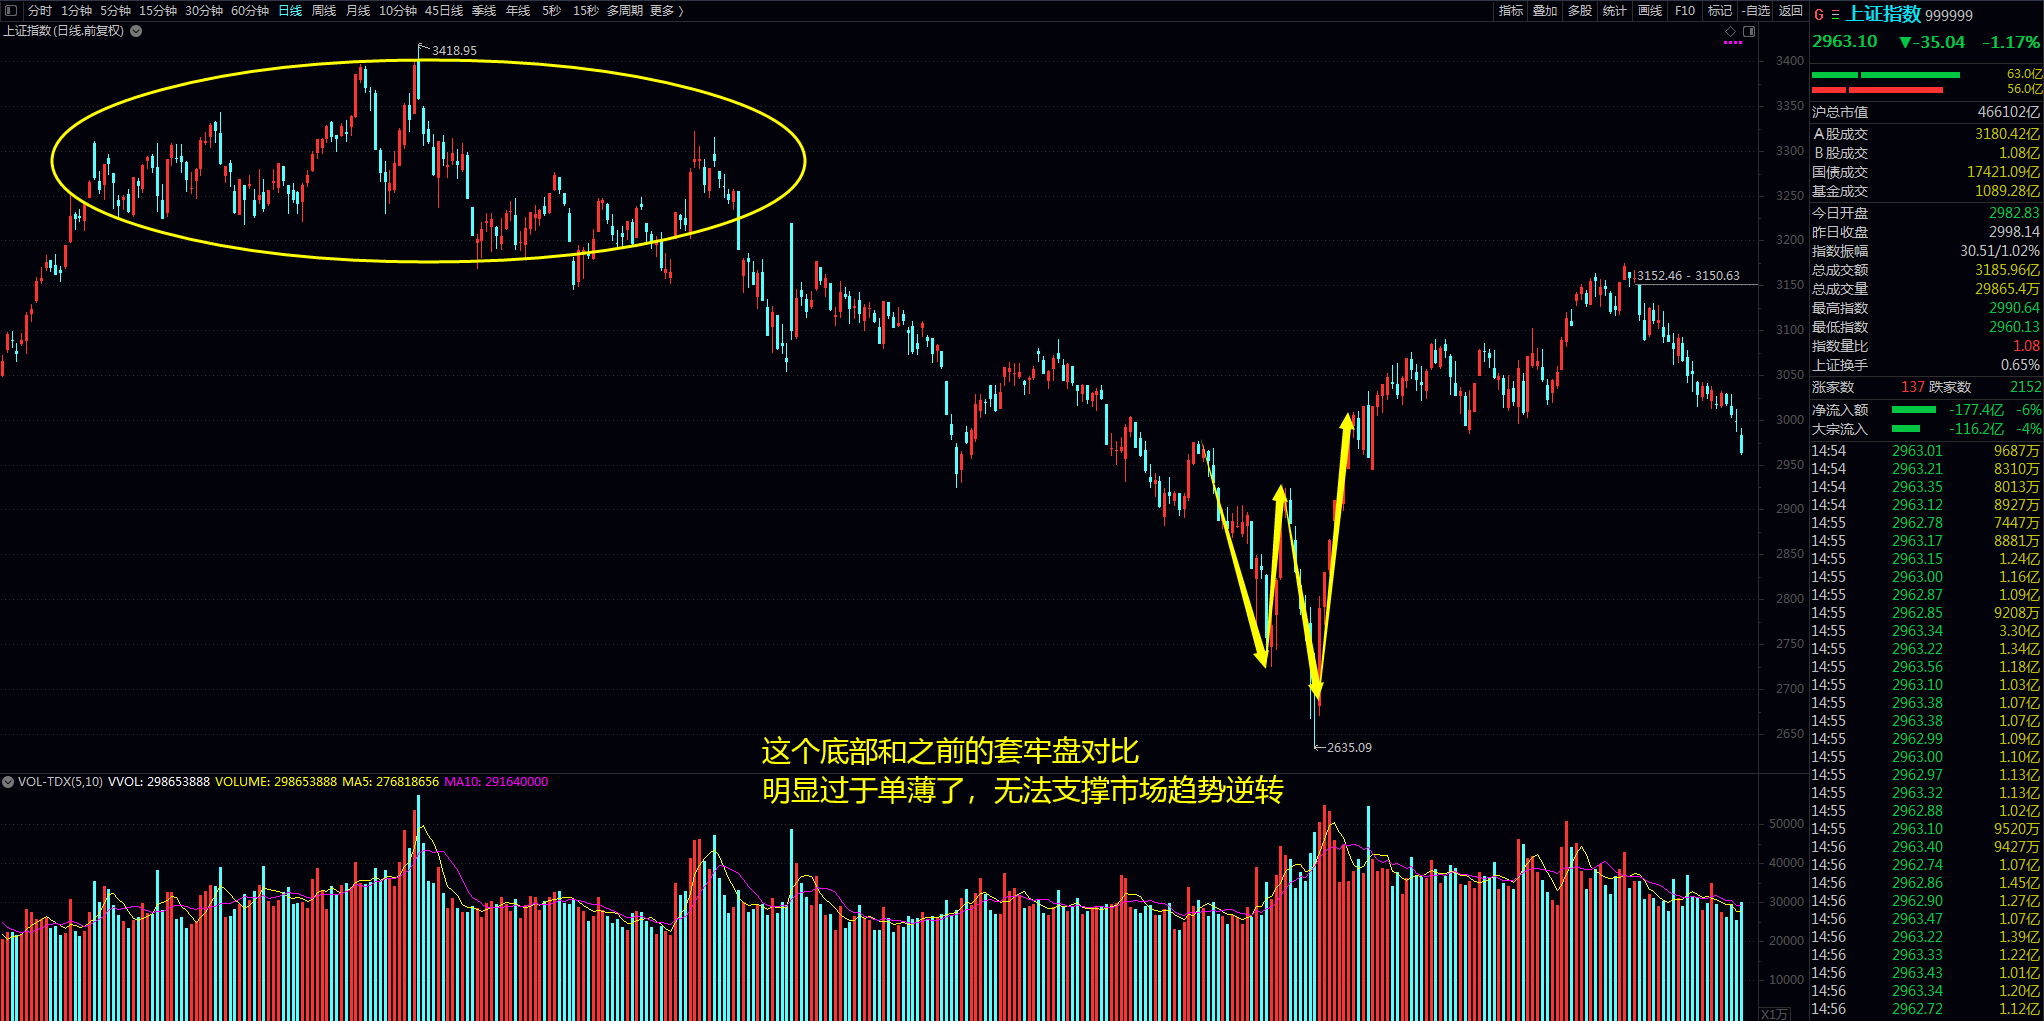 分时 1分钟 5分钟 15分钟 30分钟 60分钟 日线 周线 月线 10分钟 45日线 季线 年线 5秒 15秒 多周期 更多 〉
指标 叠加 多股 统计 画线 F10 标记 -自选 返回
上证指数(日线.前复权)
3418.95
3152.46 - 3150.63
2635.09
3400
3350
3300
3250
3200
3150
3100
3050
3000
2950
2900
2850
2800
2750
2700
2650
这个底部和之前的套牢盘对比
明显过于单薄了，无法支撑市场趋势逆转
VOL-TDX(5,10) VVOL: 298653888 VOLUME: 298653888 MA5: 276818656 MA10: 291640000
50000
40000
30000
20000
10000
X1万
G 上证指数 999999
2963.10 ▼-35.04 -1.17%
63.0亿
56.0亿
沪总市值 466102亿
A股成交 3180.42亿
B股成交 1.08亿
国债成交 17421.09亿
基金成交 1089.28亿
今日开盘 2982.83
昨日收盘 2998.14
指数振幅 30.51/1.02%
总成交额 3185.96亿
总成交量 29865.4万
最高指数 2990.64
最低指数 2960.13
指数量比 1.08
上证换手 0.65%
涨家数 137 跌家数 2152
净流入额 -177.4亿 -6%
大宗流入 -116.2亿 -4%
14:54 2963.01 9687万
14:54 2963.21 8310万
14:54 2963.35 8013万
14:54 2963.12 8927万
14:55 2962.78 7447万
14:55 2963.17 8881万
14:55 2963.15 1.24亿
14:55 2963.00 1.16亿
14:55 2962.87 1.09亿
14:55 2962.85 9208万
14:55 2963.34 3.30亿
14:55 2963.22 1.34亿
14:55 2963.56 1.18亿
14:55 2963.10 1.03亿
14:55 2963.38 1.07亿
14:55 2963.38 1.07亿
14:55 2962.99 1.09亿
14:55 2963.00 1.10亿
14:55 2962.97 1.13亿
14:55 2963.32 1.13亿
14:55 2962.88 1.02亿
14:55 2963.10 9520万
14:56 2963.40 9427万
14:56 2962.74 1.07亿
14:56 2962.86 1.45亿
14:56 2962.90 1.27亿
14:56 2963.47 1.07亿
14:56 2963.22 1.39亿
14:56 2963.33 1.22亿
14:56 2963.43 1.01亿
14:56 2963.34 1.20亿
14:56 2962.72 1.12亿